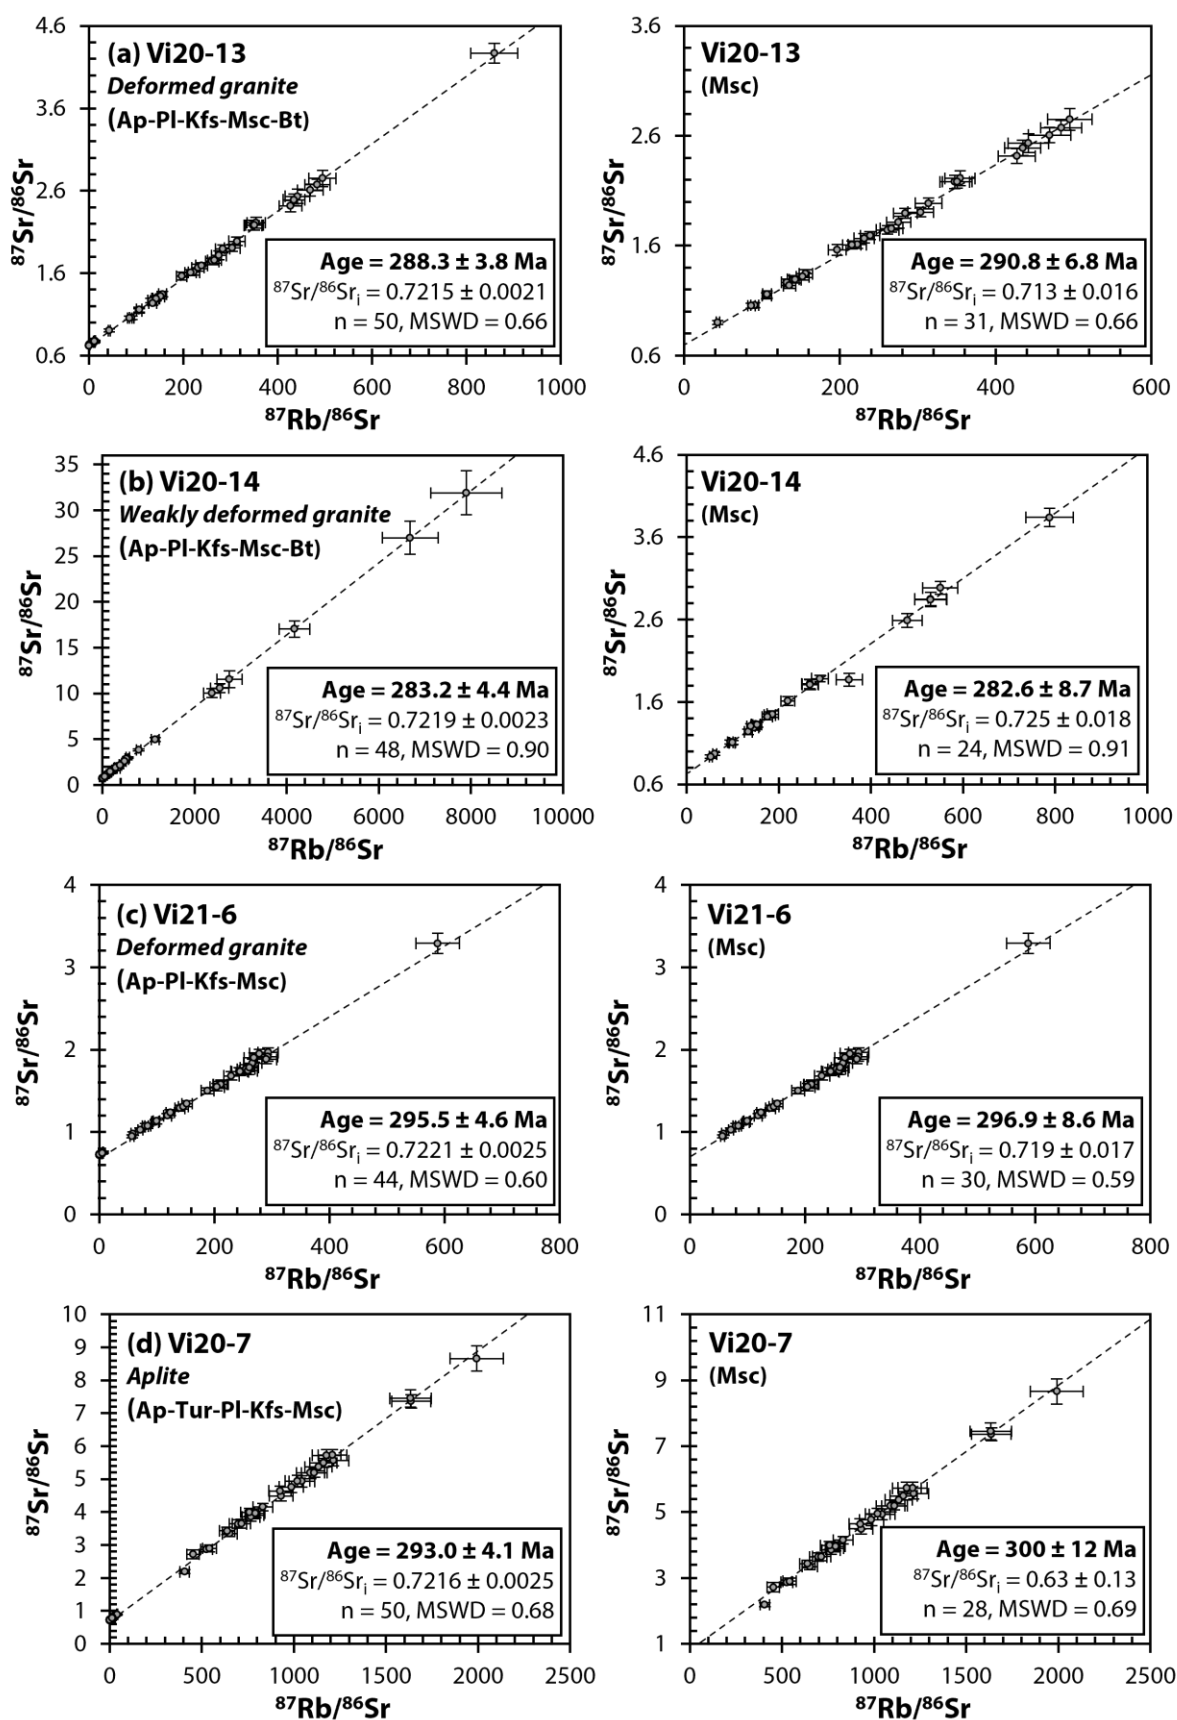 4.6
3.6
2.6
1.6
0.6
⁸⁷Sr/⁸⁶Sr
(a) Vi20-13
Deformed granite
(Ap-Pl-Kfs-Msc-Bt)
Age = 288.3 ± 3.8 Ma
⁸⁷Sr/⁸⁶Srᵢ = 0.7215 ± 0.0021
n = 50, MSWD = 0.66
0 200 400 600 800 1000
⁸⁷Rb/⁸⁶Sr
3.6
2.6
1.6
0.6
⁸⁷Sr/⁸⁶Sr
Vi20-13
(Msc)
Age = 290.8 ± 6.8 Ma
⁸⁷Sr/⁸⁶Srᵢ = 0.713 ± 0.016
n = 31, MSWD = 0.66
0 200 400 600
⁸⁷Rb/⁸⁶Sr
35
30
25
20
15
10
5
0
⁸⁷Sr/⁸⁶Sr
(b) Vi20-14
Weakly deformed granite
(Ap-Pl-Kfs-Msc-Bt)
Age = 283.2 ± 4.4 Ma
⁸⁷Sr/⁸⁶Srᵢ = 0.7219 ± 0.0023
n = 48, MSWD = 0.90
0 2000 4000 6000 8000 10000
⁸⁷Rb/⁸⁶Sr
4.6
3.6
2.6
1.6
0.6
⁸⁷Sr/⁸⁶Sr
Vi20-14
(Msc)
Age = 282.6 ± 8.7 Ma
⁸⁷Sr/⁸⁶Srᵢ = 0.725 ± 0.018
n = 24, MSWD = 0.91
0 200 400 600 800 1000
⁸⁷Rb/⁸⁶Sr
4
3
2
1
0
⁸⁷Sr/⁸⁶Sr
(c) Vi21-6
Deformed granite
(Ap-Pl-Kfs-Msc)
Age = 295.5 ± 4.6 Ma
⁸⁷Sr/⁸⁶Srᵢ = 0.7221 ± 0.0025
n = 44, MSWD = 0.60
0 200 400 600 800
⁸⁷Rb/⁸⁶Sr
4
3
2
1
0
⁸⁷Sr/⁸⁶Sr
Vi21-6
(Msc)
Age = 296.9 ± 8.6 Ma
⁸⁷Sr/⁸⁶Srᵢ = 0.719 ± 0.017
n = 30, MSWD = 0.59
0 200 400 600 800
⁸⁷Rb/⁸⁶Sr
10
9
8
7
6
5
4
3
2
1
0
⁸⁷Sr/⁸⁶Sr
(d) Vi20-7
Aplite
(Ap-Tur-Pl-Kfs-Msc)
Age = 293.0 ± 4.1 Ma
⁸⁷Sr/⁸⁶Srᵢ = 0.7216 ± 0.0025
n = 50, MSWD = 0.68
0 500 1000 1500 2000 2500
⁸⁷Rb/⁸⁶Sr
11
9
7
5
3
1
⁸⁷Sr/⁸⁶Sr
Vi20-7
(Msc)
Age = 300 ± 12 Ma
⁸⁷Sr/⁸⁶Srᵢ = 0.63 ± 0.13
n = 28, MSWD = 0.69
0 500 1000 1500 2000 2500
⁸⁷Rb/⁸⁶Sr